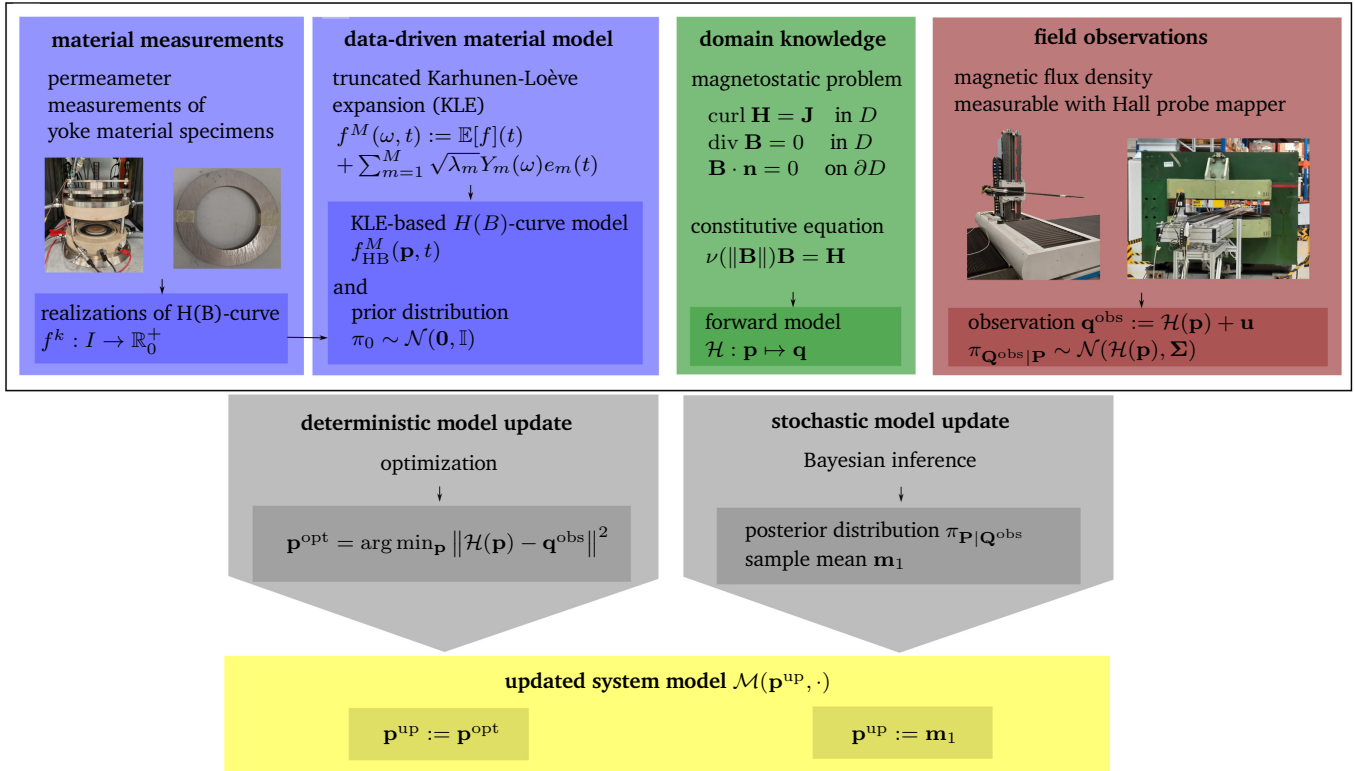 material measurements
permeameter
measurements of
yoke material specimens
realizations of H(B)-curve
f^k : I → ℝ_0^+
data-driven material model
truncated Karhunen-Loève
expansion (KLE)
f^M(ω, t) := 𝔼[f](t)
+ ∑_{m=1}^M √λ_m Y_m(ω)e_m(t)
KLE-based H(B)-curve model
f_HB^M(𝐩, t)
and
prior distribution
π_0 ∼ 𝒩(𝟎, 𝕀)
domain knowledge
magnetostatic problem
curl 𝐇 = 𝐉 in D
div 𝐁 = 0 in D
𝐁 · 𝐧 = 0 on ∂D
constitutive equation
ν(‖𝐁‖)𝐁 = 𝐇
forward model
ℋ : 𝐩 ↦ 𝐪
field observations
magnetic flux density
measurable with Hall probe mapper
observation 𝐪^obs := ℋ(𝐩) + 𝐮
π_{𝐐^obs|𝐏} ∼ 𝒩(ℋ(𝐩), 𝚺)
deterministic model update
optimization
𝐩^opt = arg min_𝐩 ‖ℋ(𝐩) − 𝐪^obs‖^2
stochastic model update
Bayesian inference
posterior distribution π_{𝐏|𝐐^obs}
sample mean 𝐦_1
updated system model ℳ(𝐩^up, ·)
𝐩^up := 𝐩^opt
𝐩^up := 𝐦_1